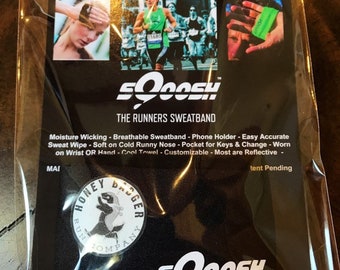 sqoosh
THE RUNNERS SWEATBAND
Moisture Wicking - Breathable Sweatband - Phone Holder - Easy Accurate
Sweat Wipe - Soft on Cold Runny Nose - Pocket for Keys & Change - Worn
on Wrist OR Hand - Cool Towel - Customizable - Most are Reflective -
Pending
HONEY BADGER
COMPANY
sqoosh